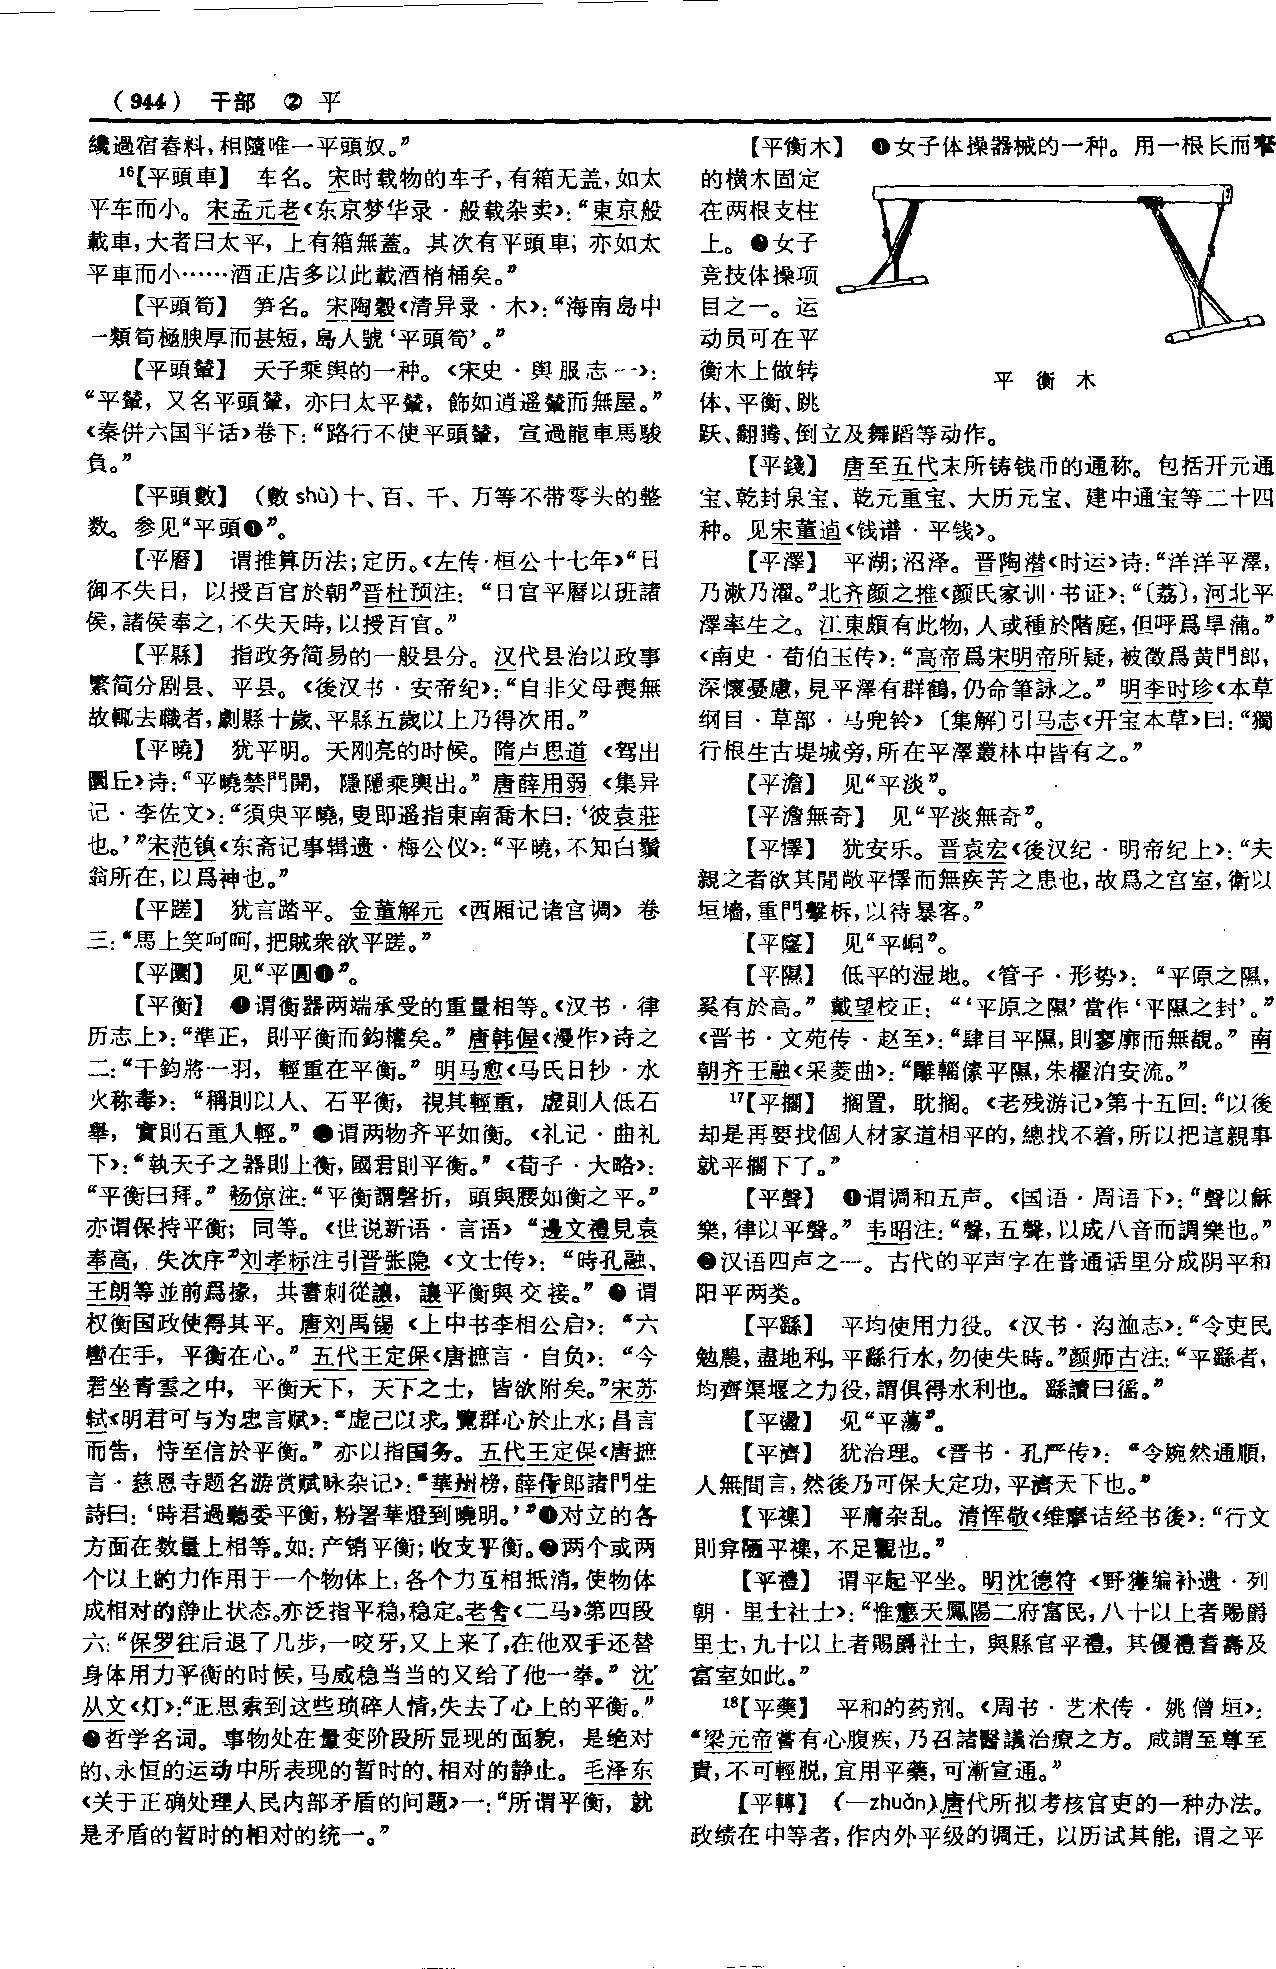 （944） 干部 ② 平
纔過宿舂料，相隨唯一平頭奴。”
¹⁶【平頭車】 车名。宋时载物的车子，有箱无盖，如太
平车而小。宋孟元老《东京梦华录·般载杂卖》：“東京般
載車，大者曰太平，上有箱無蓋。其次有平頭車，亦如太
平車而小……酒正店多以此載酒梢桶矣。”
【平頭筍】 笋名。宋陶穀《清异录·木》：“海南島中
一類筍極腴厚而甚短，島人號‘平頭筍’。”
【平頭輦】 天子乘舆的一种。《宋史·舆服志一》：
“平輦，又名平頭輦，亦曰太平輦，飾如逍遥輦而無屋。”
《秦併六国平话》卷下：“路行不使平頭輦，宣過龍車馬駿
負。”
【平頭數】 （數 shù）十、百、千、万等不带零头的整
数。参见“平頭❶”。
【平曆】 谓推算历法；定历。《左传·桓公十七年》“日
御不失日，以授百官於朝”晋杜预注：“日官平曆以班諸
侯，諸侯奉之，不失天時，以授百官。”
【平縣】 指政务简易的一般县分。汉代县治以政事
繁简分剧县、平县。《後汉书·安帝纪》：“自非父母喪無
故輒去職者，劇縣十歲、平縣五歲以上乃得次用。”
【平曉】 犹平明。天刚亮的时候。隋卢思道《驾出
圜丘》诗：“平曉禁門開，隱隱乘輿出。”唐薛用弱《集异
记·李佐文》：“須臾平曉，叟即遥指東南喬木曰：‘彼袁莊
也。’”宋范镇《东斋记事辑遗·梅公仪》：“平曉，不知白鬚
翁所在，以爲神也。”
【平蹉】 犹言踏平。金董解元《西厢记诸宫调》卷
三：“馬上笑呵呵，把賊衆欲平蹉。”
【平圜】 见“平圓❶”。
【平衡】 ❶谓衡器两端承受的重量相等。《汉书·律
历志上》：“準正，則平衡而鈞權矣。”唐韩偓《漫作》诗之
二：“千鈞將一羽，輕重在平衡。”明马愈《马氏日抄·水
火称毒》：“稱則以人、石平衡，視其輕重，虚則人低石
舉，實則石重人輕。”❷谓两物齐平如衡。《礼记·曲礼
下》：“執天子之器則上衡，國君則平衡。”《荀子·大略》：
“平衡曰拜。”杨倞注：“平衡謂磬折，頭與腰如衡之平。”
亦谓保持平衡；同等。《世说新语·言语》“邊文禮見袁
奉高，失次序”刘孝标注引晋张隐《文士传》：“時孔融、
王朗等並前爲掾，共書刺從讓，讓平衡與交接。”❸谓
权衡国政使得其平。唐刘禹锡《上中书李相公启》：“六
轡在手，平衡在心。”五代王定保《唐摭言·自负》：“今
君坐青雲之中，平衡天下，天下之士，皆欲附矣。”宋苏
轼《明君可与为忠言赋》：“虚己以求，覽群心於止水；昌言
而告，恃至信於平衡。”亦以指国务。五代王定保《唐摭
言·慈恩寺题名游赏赋咏杂记》：“華州榜，薛侍郎諸門生
詩曰：‘時君過聽委平衡，粉署華燈到曉明。’”❹对立的各
方面在数量上相等。如：产销平衡；收支平衡。❺两个或两
个以上的力作用于一个物体上，各个力互相抵消，使物体
成相对的静止状态。亦泛指平稳，稳定。老舍《二马》第四段
六：“保罗往后退了几步，一咬牙，又上来了，在他双手还替
身体用力平衡的时候，马威稳当当的又给了他一拳。”沈
从文《灯》：“正思索到这些琐碎人情，失去了心上的平衡。”
❻哲学名词。事物处在量变阶段所显现的面貌，是绝对
的、永恒的运动中所表现的暂时的、相对的静止。毛泽东
《关于正确处理人民内部矛盾的问题》一：“所谓平衡，就
是矛盾的暂时的相对的统一。”
【平衡木】 ❶女子体操器械的一种。用一根长而窄
的横木固定
在两根支柱
上。❷女子
竞技体操项
目之一。运
动员可在平
衡木上做转
体、平衡、跳
跃、翻腾、倒立及舞蹈等动作。
平 衡 木
【平錢】 唐至五代末所铸钱币的通称。包括开元通
宝、乾封泉宝、乾元重宝、大历元宝、建中通宝等二十四
种。见宋董逌《钱谱·平钱》。
【平澤】 平湖；沼泽。晋陶潜《时运》诗：“洋洋平澤，
乃漱乃濯。”北齐颜之推《颜氏家训·书证》：“〔荔〕，河北平
澤率生之。江東頗有此物，人或種於階庭，但呼爲旱蒲。”
《南史·荀伯玉传》：“高帝爲宋明帝所疑，被徵爲黄門郎，
深懷憂慮，見平澤有群鶴，仍命筆詠之。”明李时珍《本草
纲目·草部·马兜铃》〔集解〕引马志《开宝本草》曰：“獨
行根生古堤城旁，所在平澤叢林中皆有之。”
【平澹】 见“平淡”。
【平澹無奇】 见“平淡無奇”。
【平懌】 犹安乐。晋袁宏《後汉纪·明帝纪上》：“夫
親之者欲其閒敞平懌而無疾苦之患也，故爲之宫室，衛以
垣墻，重門擊柝，以待暴客。”
【平窿】 见“平峒”。
【平隰】 低平的湿地。《管子·形势》：“平原之隰，
奚有於高。”戴望校正：“‘平原之隰’當作‘平隰之封’。”
《晋书·文苑传·赵至》：“肆目平隰，則寥廓而無覩。”南
朝齐王融《采菱曲》：“雕輜傃平隰，朱櫂泊安流。”
¹⁷【平擱】 搁置，耽搁。《老残游记》第十五回：“以後
却是再要找個人材家道相平的，總找不着，所以把這親事
就平擱下了。”
【平聲】 ❶谓调和五声。《国语·周语下》：“聲以龢
樂，律以平聲。”韦昭注：“聲，五聲，以成八音而調樂也。”
❷汉语四声之一。古代的平声字在普通话里分成阴平和
阳平两类。
【平繇】 平均使用力役。《汉书·沟洫志》：“令吏民
勉農，盡地利，平繇行水，勿使失時。”颜师古注：“平繇者，
均齊渠堰之力役，謂俱得水利也。繇讀曰徭。”
【平盪】 见“平蕩”。
【平濟】 犹治理。《晋书·孔严传》：“令婉然通順，
人無間言，然後乃可保大定功，平濟天下也。”
【平襍】 平庸杂乱。清恽敬《维摩诘经书後》：“行文
則弇陋平襍，不足觀也。”
【平禮】 谓平起平坐。明沈德符《野獲编补遗·列
朝·里士社士》：“惟應天鳳陽二府富民，八十以上者賜爵
里士，九十以上者賜爵社士，與縣官平禮，其優禮耆壽及
富室如此。”
¹⁸【平藥】 平和的药剂。《周书·艺术传·姚僧垣》：
“梁元帝嘗有心腹疾，乃召諸醫議治療之方。咸謂至尊至
貴，不可輕脱，宜用平藥，可漸宣通。”
【平轉】 （—zhuǎn）唐代所拟考核官吏的一种办法。
政绩在中等者，作内外平级的调迁，以历试其能，谓之平